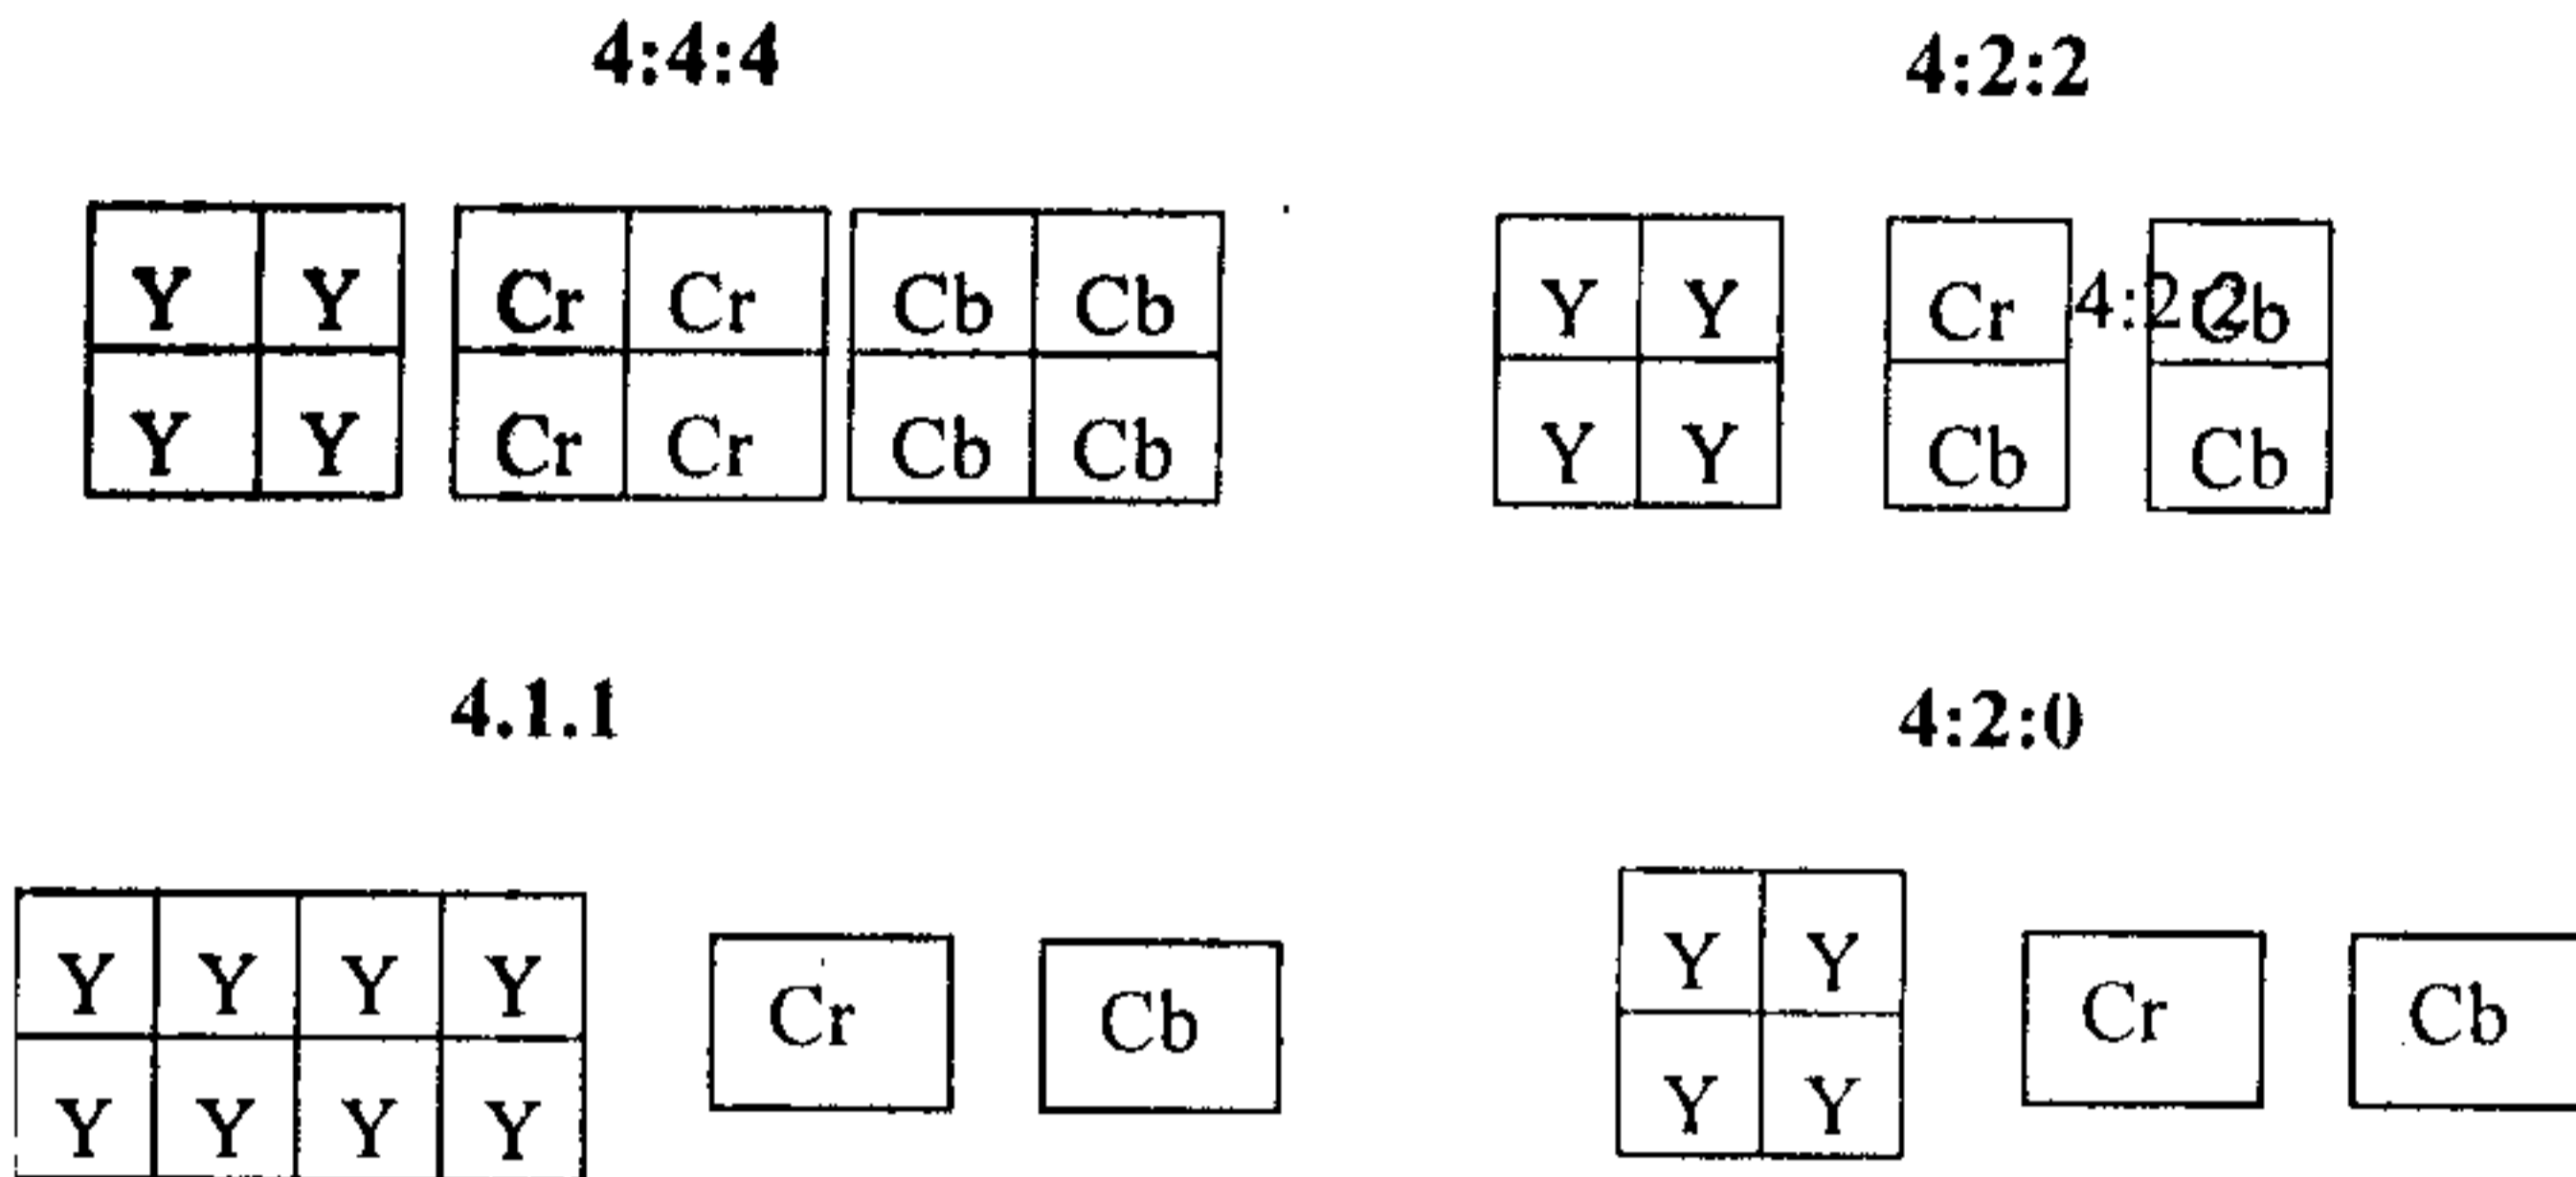 4:4:4
4:2:2
Y Y Cr Cr Cb Cb
Y Y Cr 4:2:2 Cb
Y Y Cr Cr Cb Cb
Y Y Cb Cb
4.1.1
4:2:0
Y Y Y Y Cr Cb
Y Y Cr Cb
Y Y Y Y
Y Y